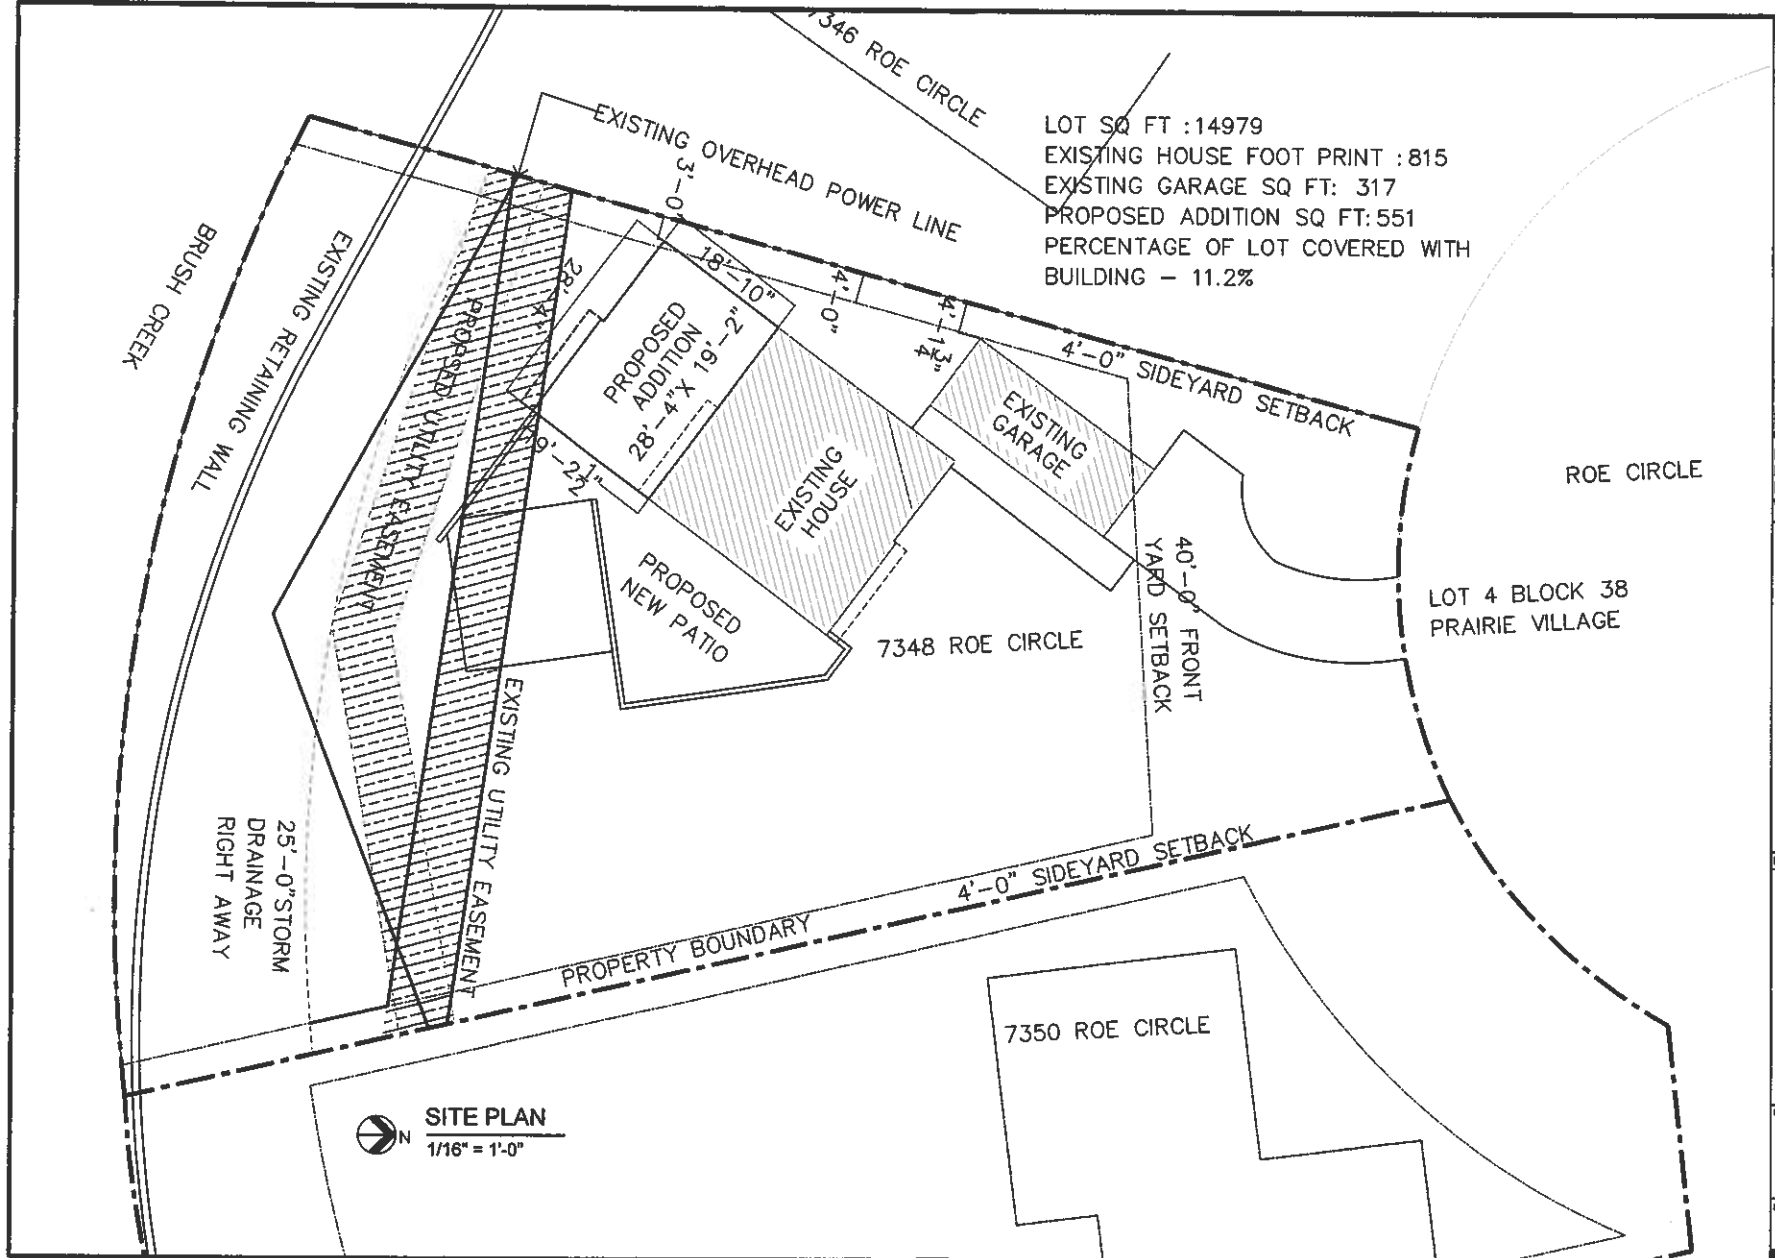 7346 ROE CIRCLE
EXISTING OVERHEAD POWER LINE
LOT SQ FT :14979
EXISTING HOUSE FOOT PRINT :815
EXISTING GARAGE SQ FT: 317
PROPOSED ADDITION SQ FT:551
PERCENTAGE OF LOT COVERED WITH
BUILDING – 11.2%
BRUSH CREEK
EXISTING RETAINING WALL
3'-0"
18'-10"
28'-4"
4'-0"
4'-1 3/4"
4'-0" SIDEYARD SETBACK
PROPOSED
ADDITION
28'-4"X 19'-2"
19'-2 1/2"
PROPOSED UTILITY EASEMENT
EXISTING
HOUSE
EXISTING
GARAGE
ROE CIRCLE
40'-0" FRONT
YARD SETBACK
LOT 4 BLOCK 38
PRAIRIE VILLAGE
PROPOSED
NEW PATIO
7348 ROE CIRCLE
EXISTING UTILITY EASEMENT
25'-0"STORM
DRAINAGE
RIGHT AWAY
4'-0" SIDEYARD SETBACK
PROPERTY BOUNDARY
7350 ROE CIRCLE
N
SITE PLAN
1/16" = 1'-0"